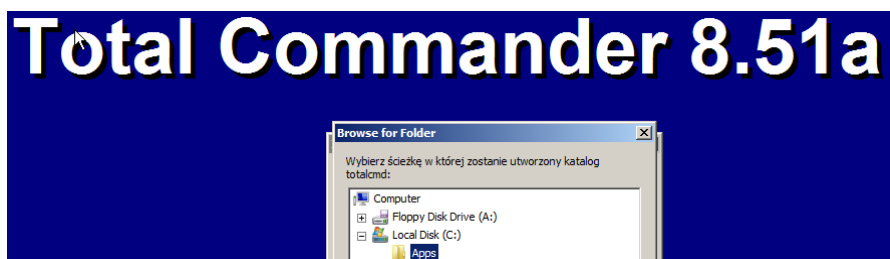 Total Commander 8.51a
Browse for Folder
Wybierz ścieżkę w której zostanie utworzony katalog
totalcmd:
Computer
Floppy Disk Drive (A:)
Local Disk (C:)
Apps